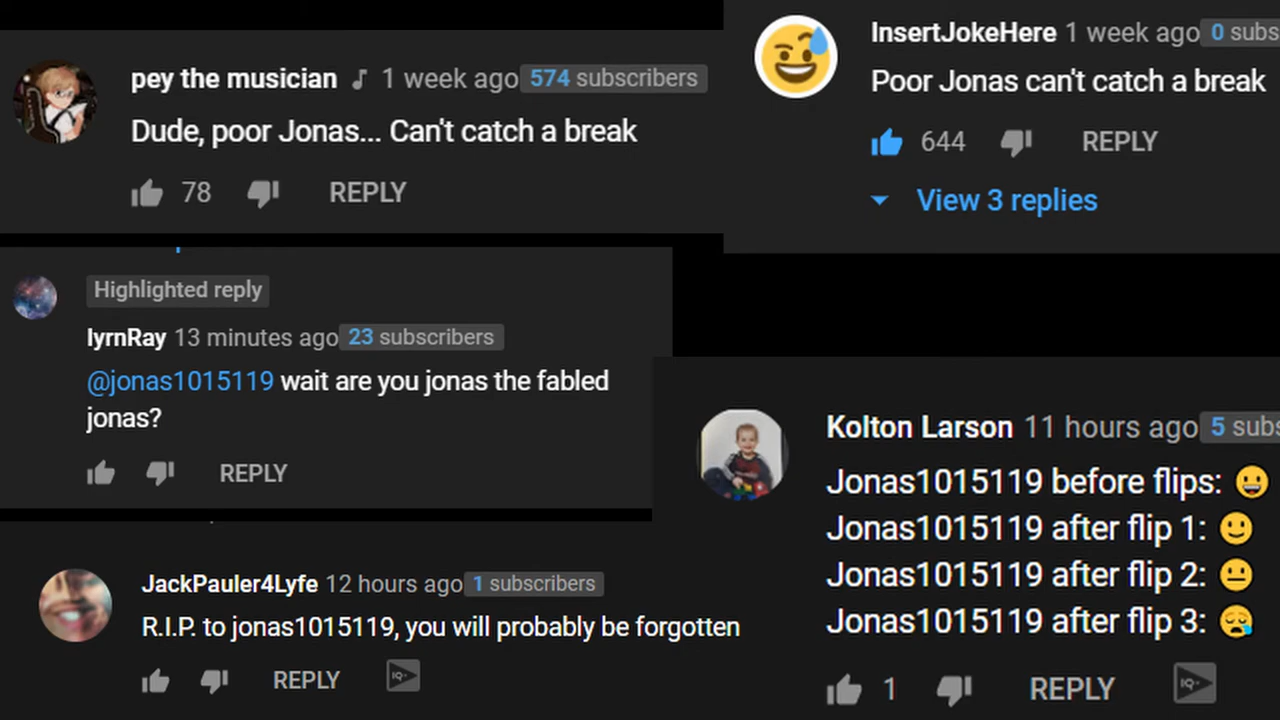 pey the musician ♪ 1 week ago 574 subscribers
Dude, poor Jonas... Can't catch a break
78 REPLY
InsertJokeHere 1 week ago 0 subs
Poor Jonas can't catch a break
644 REPLY
View 3 replies
Highlighted reply
lyrnRay 13 minutes ago 23 subscribers
@jonas1015119 wait are you jonas the fabled
jonas?
REPLY
Kolton Larson 11 hours ago 5 subs
Jonas1015119 before flips: 😀
Jonas1015119 after flip 1: 🙂
Jonas1015119 after flip 2: 😐
Jonas1015119 after flip 3: 😪
1 REPLY IQ
JackPauler4Lyfe 12 hours ago 1 subscribers
R.I.P. to jonas1015119, you will probably be forgotten
REPLY IQ